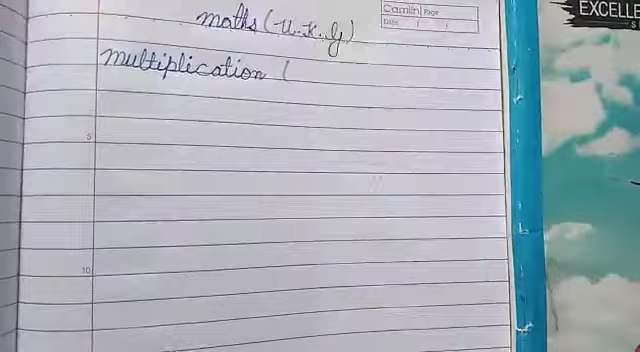 maths (U.K.G)
Camlin Page
Date / /
multiplication (
5
10
EXCELLE